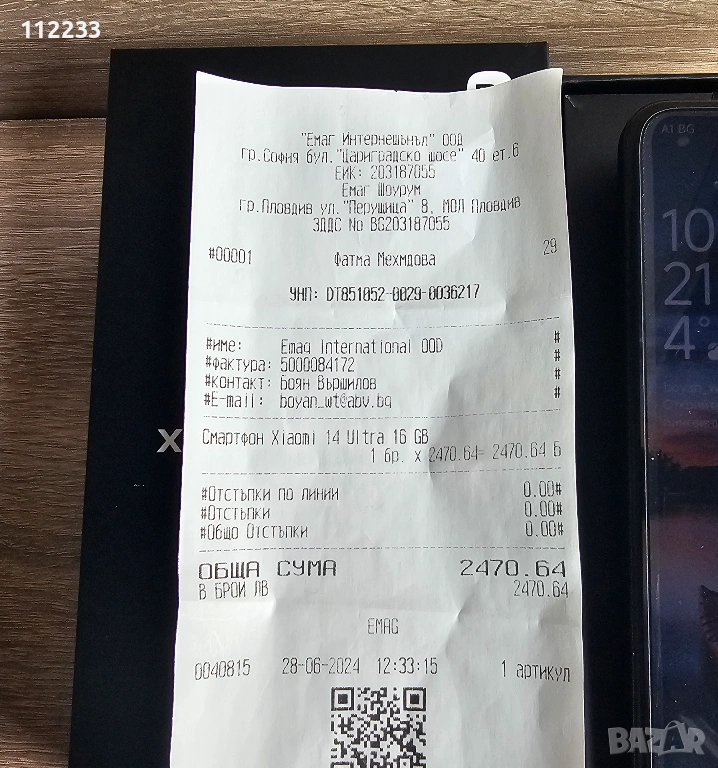 112233
"Емаг Интернешънъл" ООД
гр.София бул."Цариградско шосе" 40 ет.6
ЕИК: 203187055
Емаг Шоурум
гр.Пловдив ул."Перущица" 8, МОЛ Пловдив
ЗДДС No BG203187055
#00001 Фатма Мехмдова 29
УНП: DT851052-0029-0036217
#име: Emag International OOD #
#фактура: 5000084172 #
#контакт: Боян Вършилов #
#E-mail: boyan_wt@abv.bg #
X
Смартфон Xiaomi 14 Ultra 16 GB
1 бр. x 2470.64= 2470.64 Б
#Отстъпки по линии 0.00#
#Отстъпки 0.00#
#Общо Отстъпки 0.00#
ОБЩА СУМА 2470.64
В БРОИ ЛВ 2470.64
EMAG
0040815 28-06-2024 12:33:15 1 артикул
A1 BG
10
21
4°
BAZAR